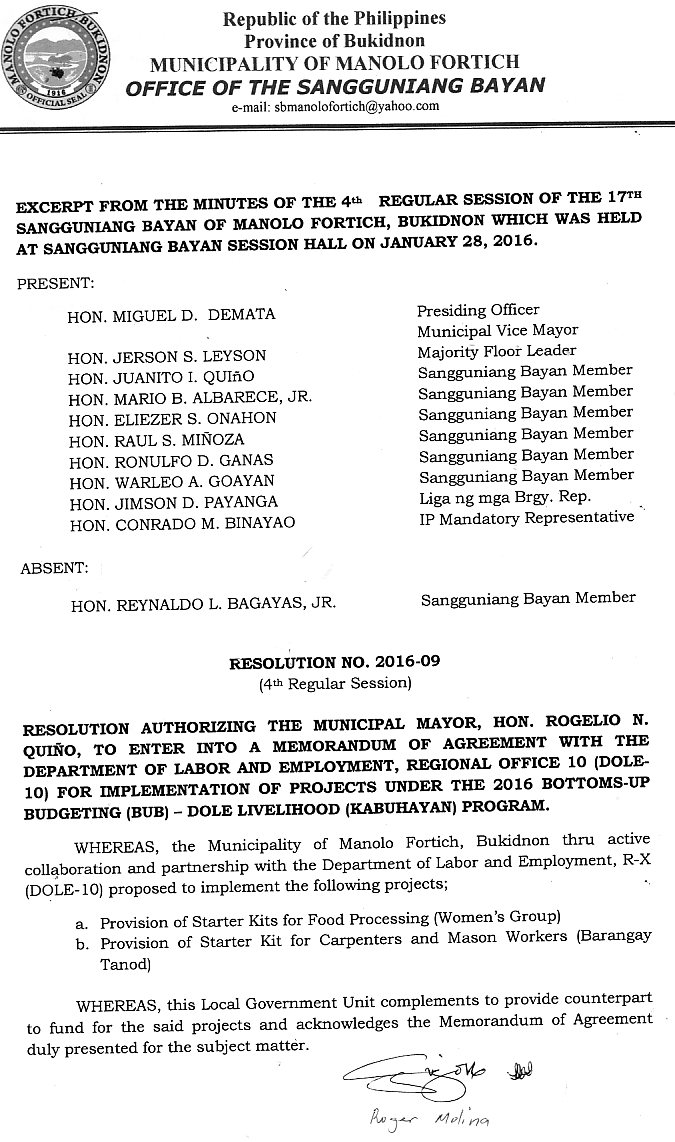 Republic of the Philippines
Province of Bukidnon
MUNICIPALITY OF MANOLO FORTICH
OFFICE OF THE SANGGUNIANG BAYAN
e-mail: sbmanolofortich@yahoo.com
MANOLO FORTICH, BUKIDNON
1916
OFFICIAL SEAL
EXCERPT FROM THE MINUTES OF THE 4th REGULAR SESSION OF THE 17TH
SANGGUNIANG BAYAN OF MANOLO FORTICH, BUKIDNON WHICH WAS HELD
AT SANGGUNIANG BAYAN SESSION HALL ON JANUARY 28, 2016.
PRESENT:
HON. MIGUEL D. DEMATA Presiding Officer
Municipal Vice Mayor
HON. JERSON S. LEYSON Majority Floor Leader
HON. JUANITO I. QUIñO Sangguniang Bayan Member
HON. MARIO B. ALBARECE, JR. Sangguniang Bayan Member
HON. ELIEZER S. ONAHON Sangguniang Bayan Member
HON. RAUL S. MIÑOZA Sangguniang Bayan Member
HON. RONULFO D. GANAS Sangguniang Bayan Member
HON. WARLEO A. GOAYAN Sangguniang Bayan Member
HON. JIMSON D. PAYANGA Liga ng mga Brgy. Rep.
HON. CONRADO M. BINAYAO IP Mandatory Representative
ABSENT:
HON. REYNALDO L. BAGAYAS, JR. Sangguniang Bayan Member
RESOLUTION NO. 2016-09
(4th Regular Session)
RESOLUTION AUTHORIZING THE MUNICIPAL MAYOR, HON. ROGELIO N.
QUIÑO, TO ENTER INTO A MEMORANDUM OF AGREEMENT WITH THE
DEPARTMENT OF LABOR AND EMPLOYMENT, REGIONAL OFFICE 10 (DOLE-
10) FOR IMPLEMENTATION OF PROJECTS UNDER THE 2016 BOTTOMS-UP
BUDGETING (BUB) – DOLE LIVELIHOOD (KABUHAYAN) PROGRAM.
WHEREAS, the Municipality of Manolo Fortich, Bukidnon thru active
collaboration and partnership with the Department of Labor and Employment, R-X
(DOLE-10) proposed to implement the following projects;
a. Provision of Starter Kits for Food Processing (Women's Group)
b. Provision of Starter Kit for Carpenters and Mason Workers (Barangay
Tanod)
WHEREAS, this Local Government Unit complements to provide counterpart
to fund for the said projects and acknowledges the Memorandum of Agreement
duly presented for the subject matter.
Roger Molina